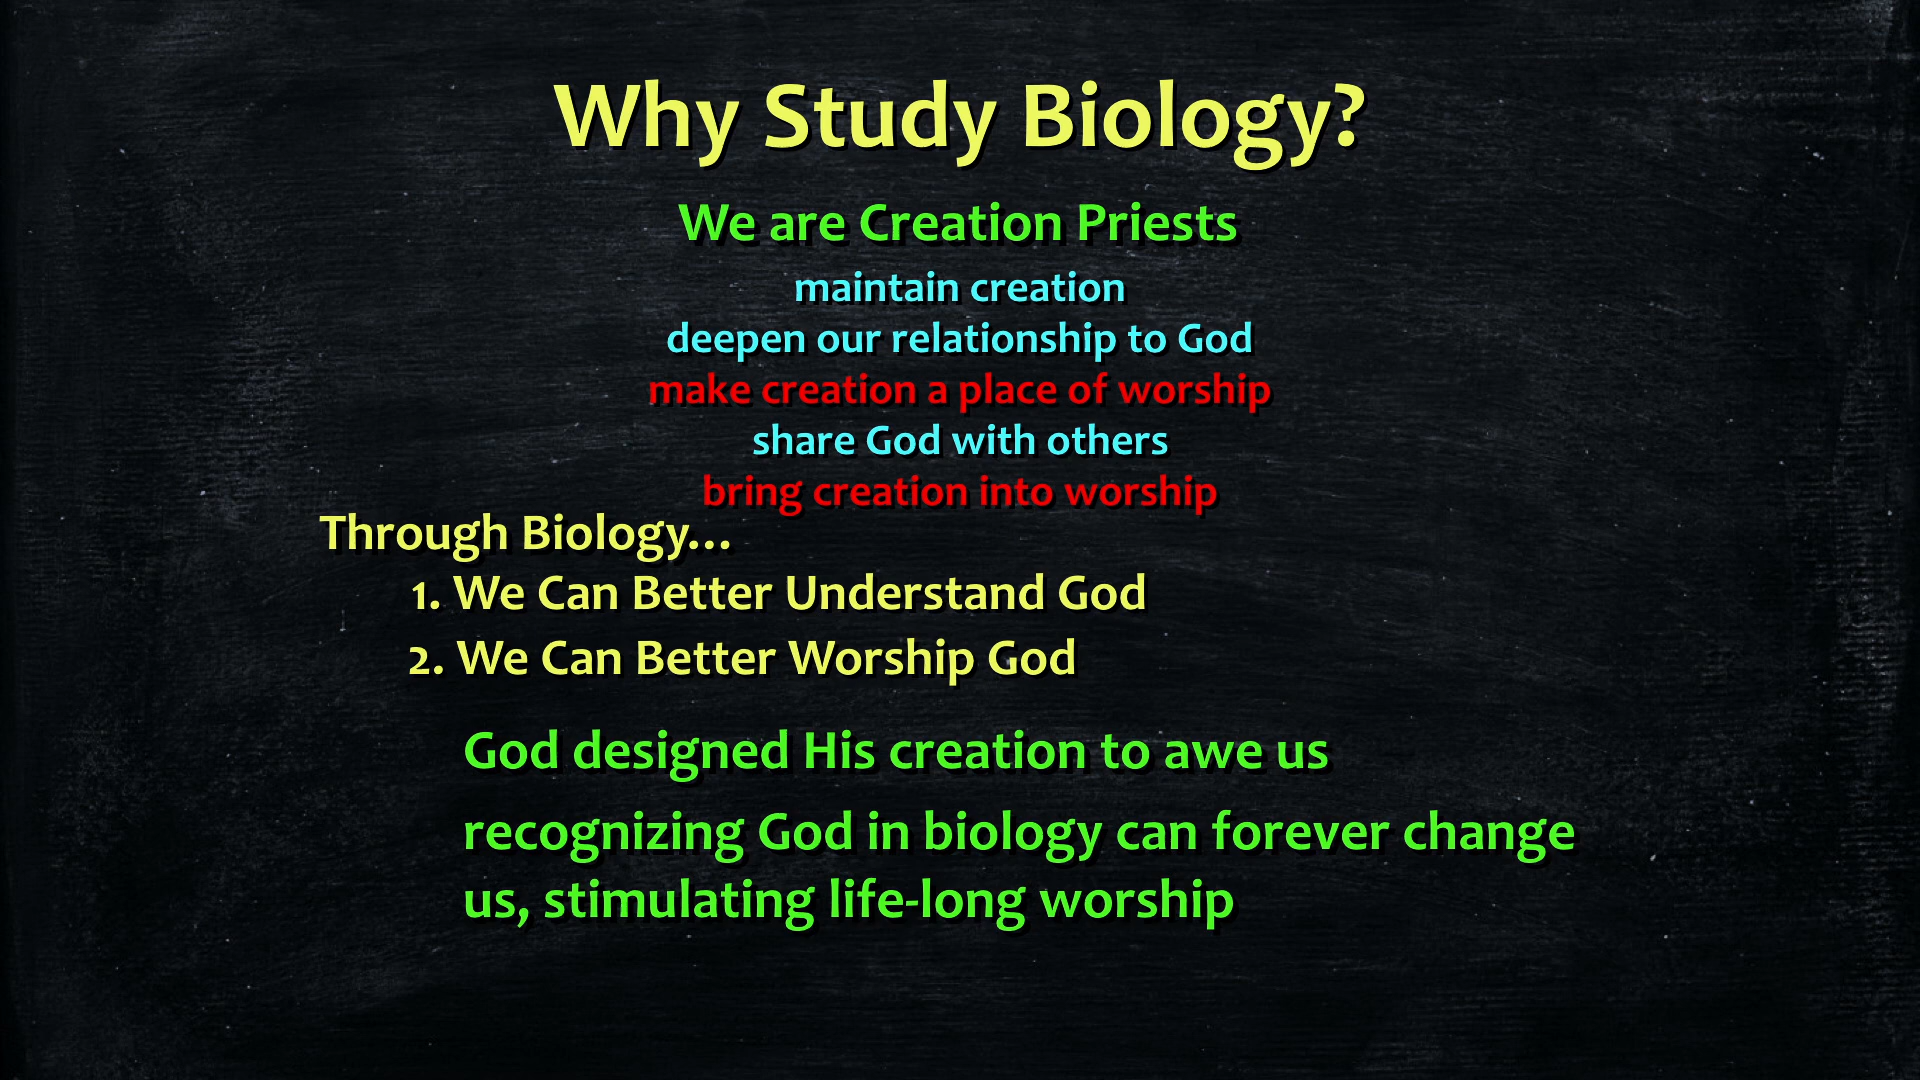 Why Study Biology?
We are Creation Priests
maintain creation
deepen our relationship to God
make creation a place of worship
share God with others
bring creation into worship
Through Biology...
1. We Can Better Understand God
2. We Can Better Worship God
God designed His creation to awe us
recognizing God in biology can forever change
us, stimulating life-long worship